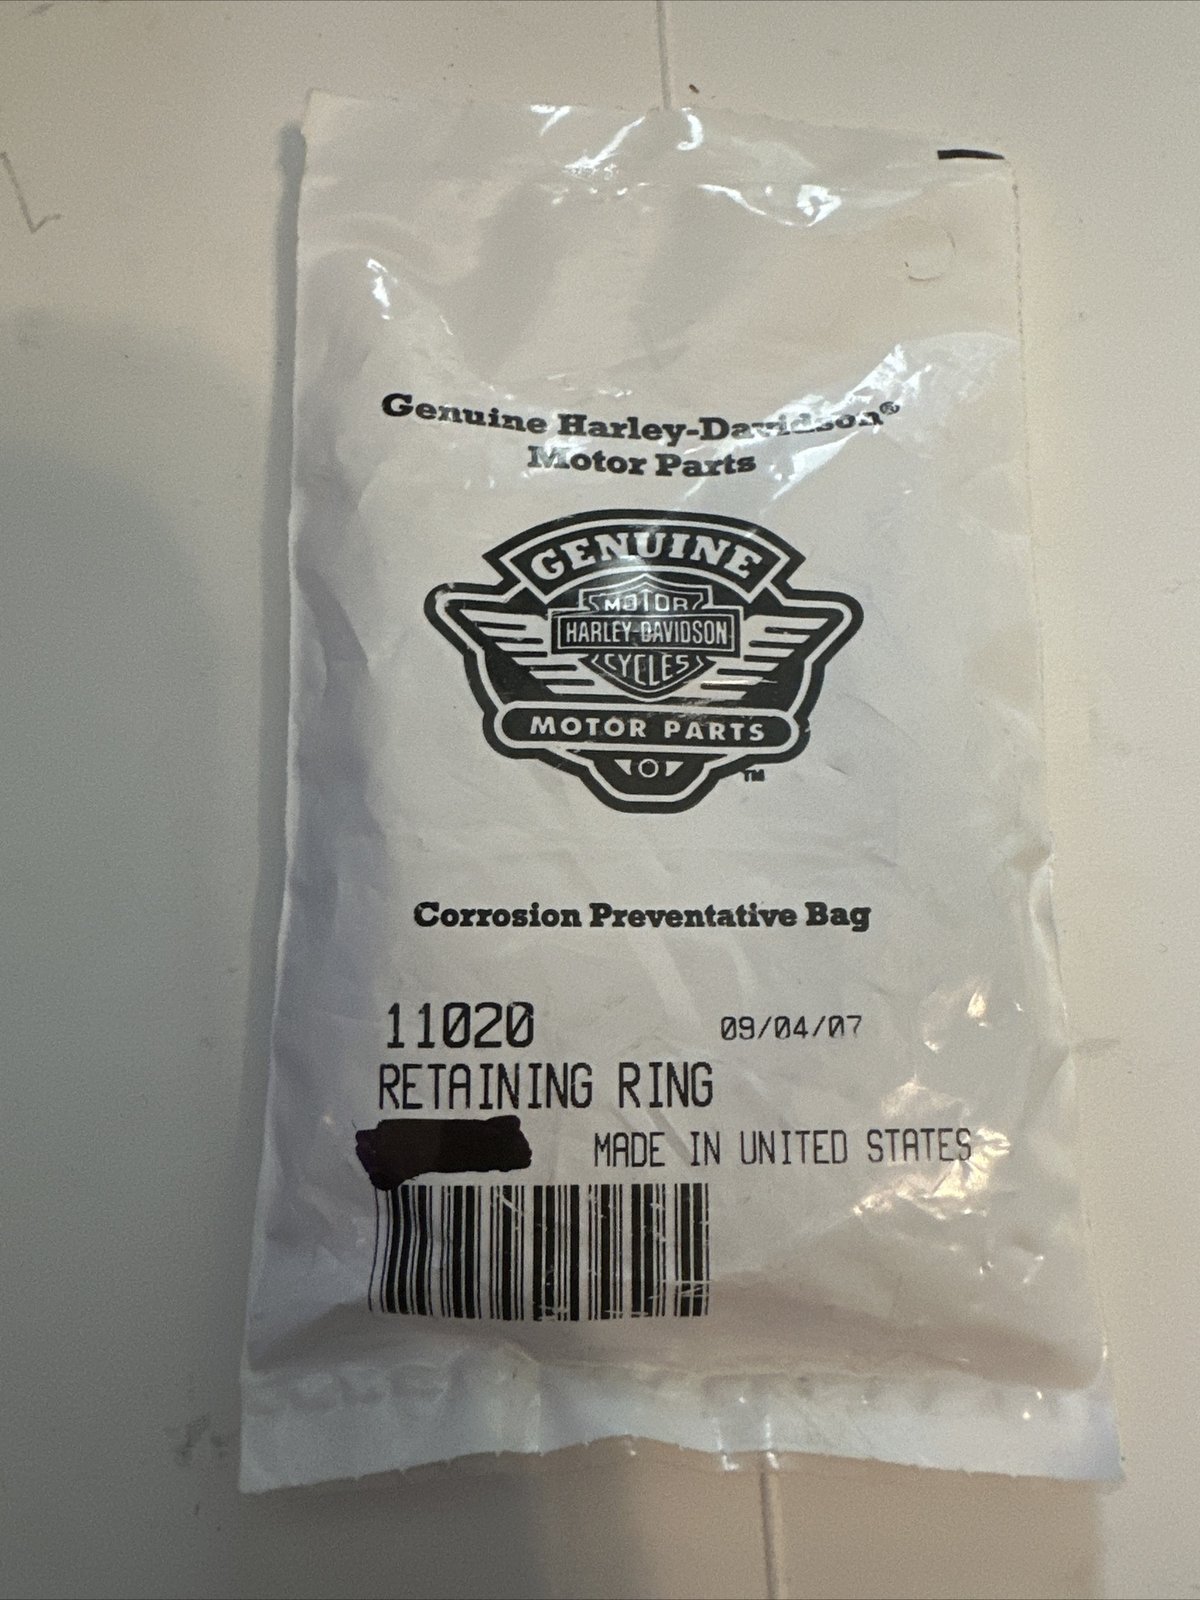 Genuine Harley-Davidson®
Motor Parts
GENUINE
MOTOR
HARLEY-DAVIDSON
CYCLES
MOTOR PARTS
TM
Corrosion Preventative Bag
11020 09/04/07
RETAINING RING
MADE IN UNITED STATES